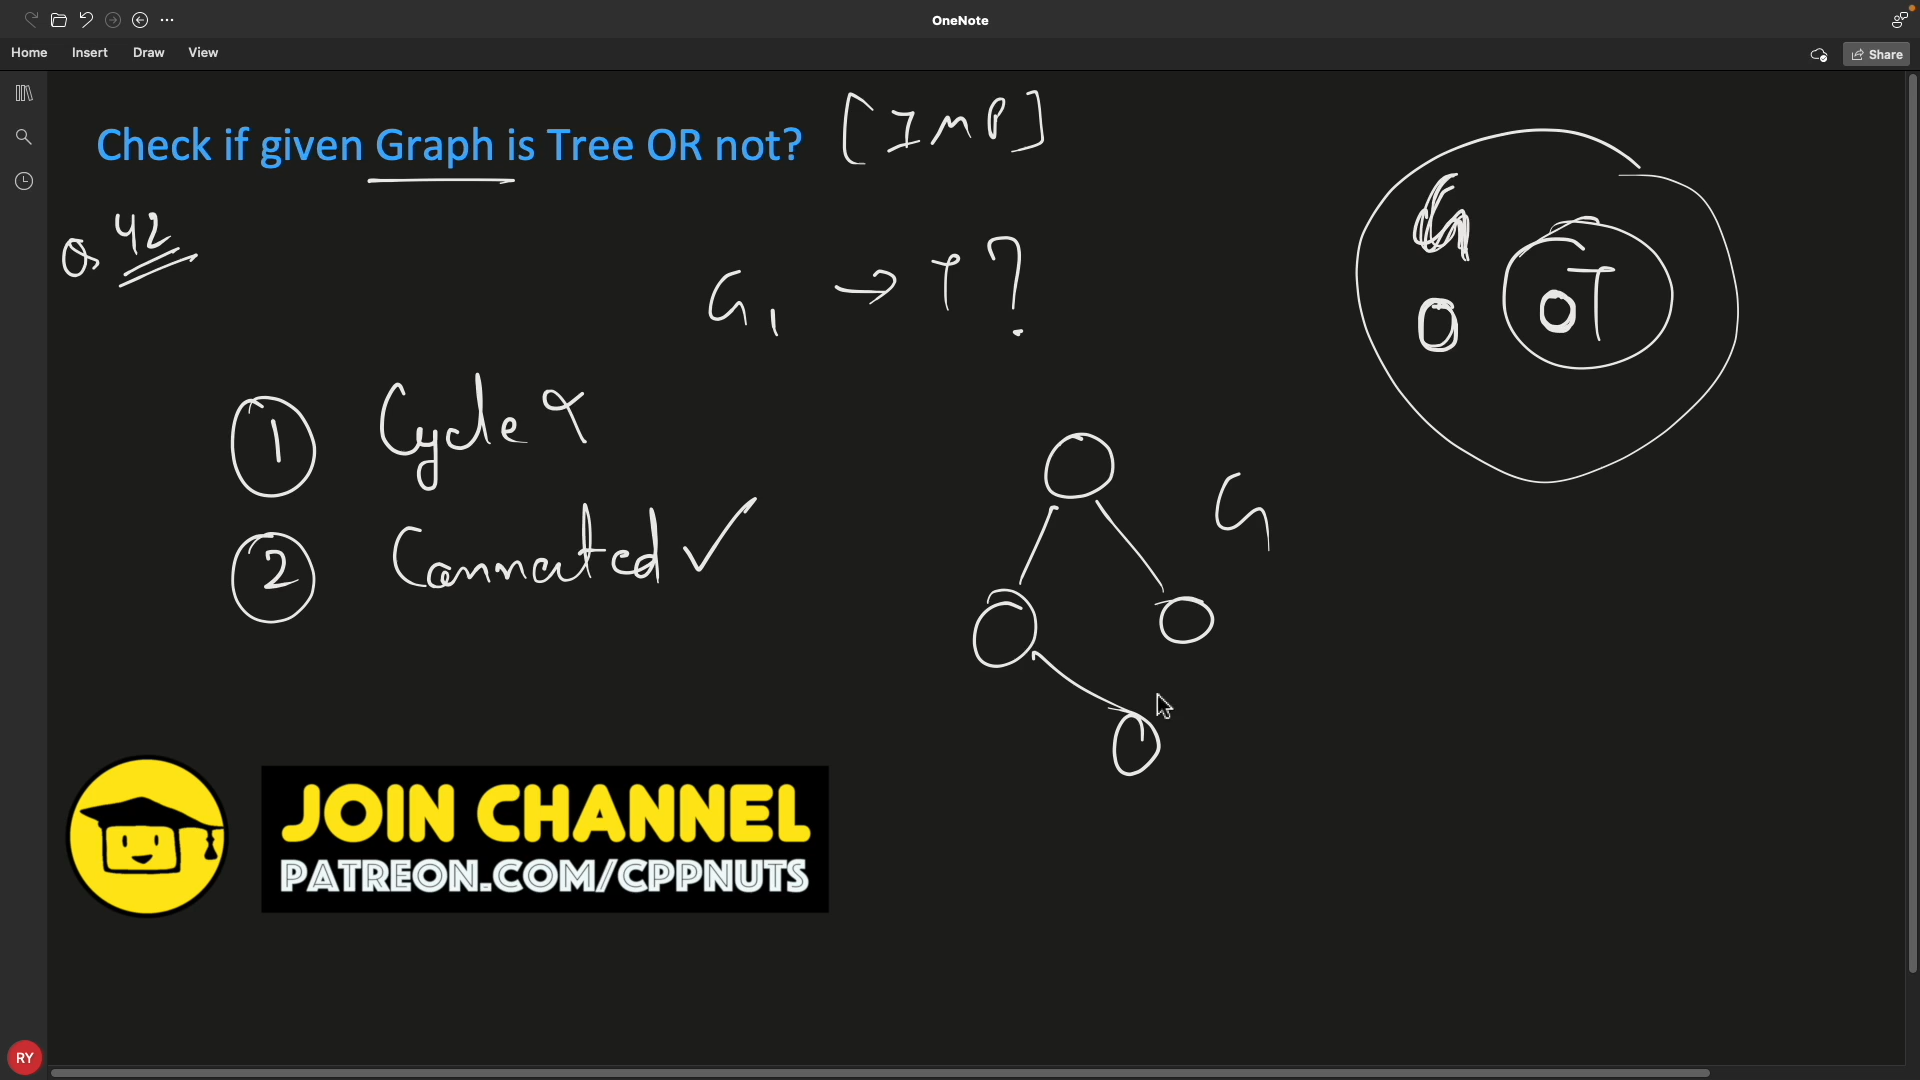 OneNote
Home Insert Draw View
Share
Check if given Graph is Tree OR not? [IMP]
Q 42
G1 → T ?
G
O OT
1 Cycle x
2 Connected ✓
G
JOIN CHANNEL
PATREON.COM/CPPNUTS
RY